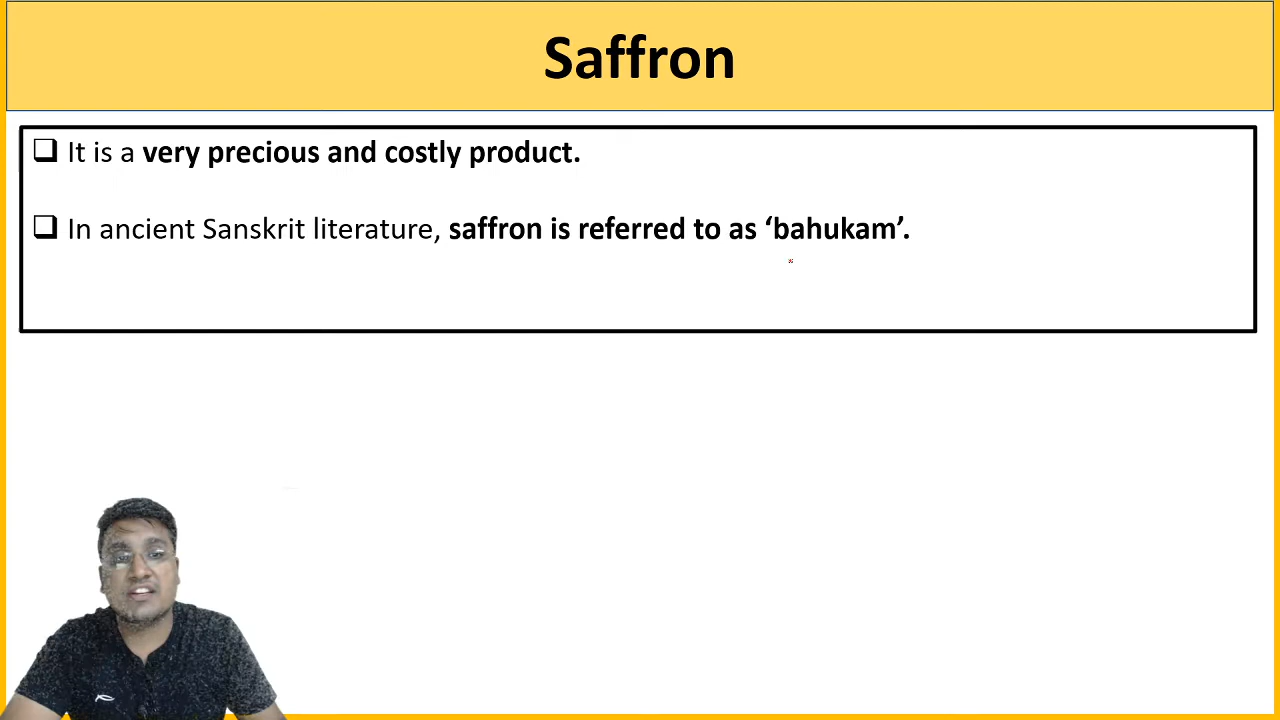 Saffron
❑ It is a very precious and costly product.
❑ In ancient Sanskrit literature, saffron is referred to as ‘bahukam’.